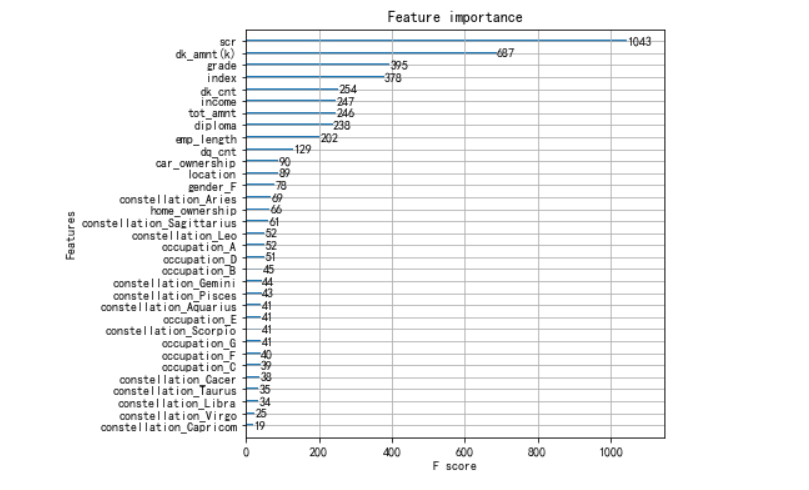 Feature importance
scr 1043
dk_amnt(k) 687
grade 395
index 378
dk_cnt 254
income 247
tot_amnt 246
diploma 238
emp_length 202
dq_cnt 129
car_ownership 90
location 89
gender_F 78
constellation_Aries 69
home_ownership 66
constellation_Sagittarius 61
constellation_Leo 52
occupation_A 52
occupation_D 51
occupation_B 45
constellation_Gemini 44
constellation_Pisces 43
constellation_Aquarius 41
occupation_E 41
constellation_Scorpio 41
occupation_G 41
occupation_F 40
occupation_C 39
constellation_Cacer 38
constellation_Taurus 35
constellation_Libra 34
constellation_Virgo 25
constellation_Capricom 19
Features
0 200 400 600 800 1000
F score